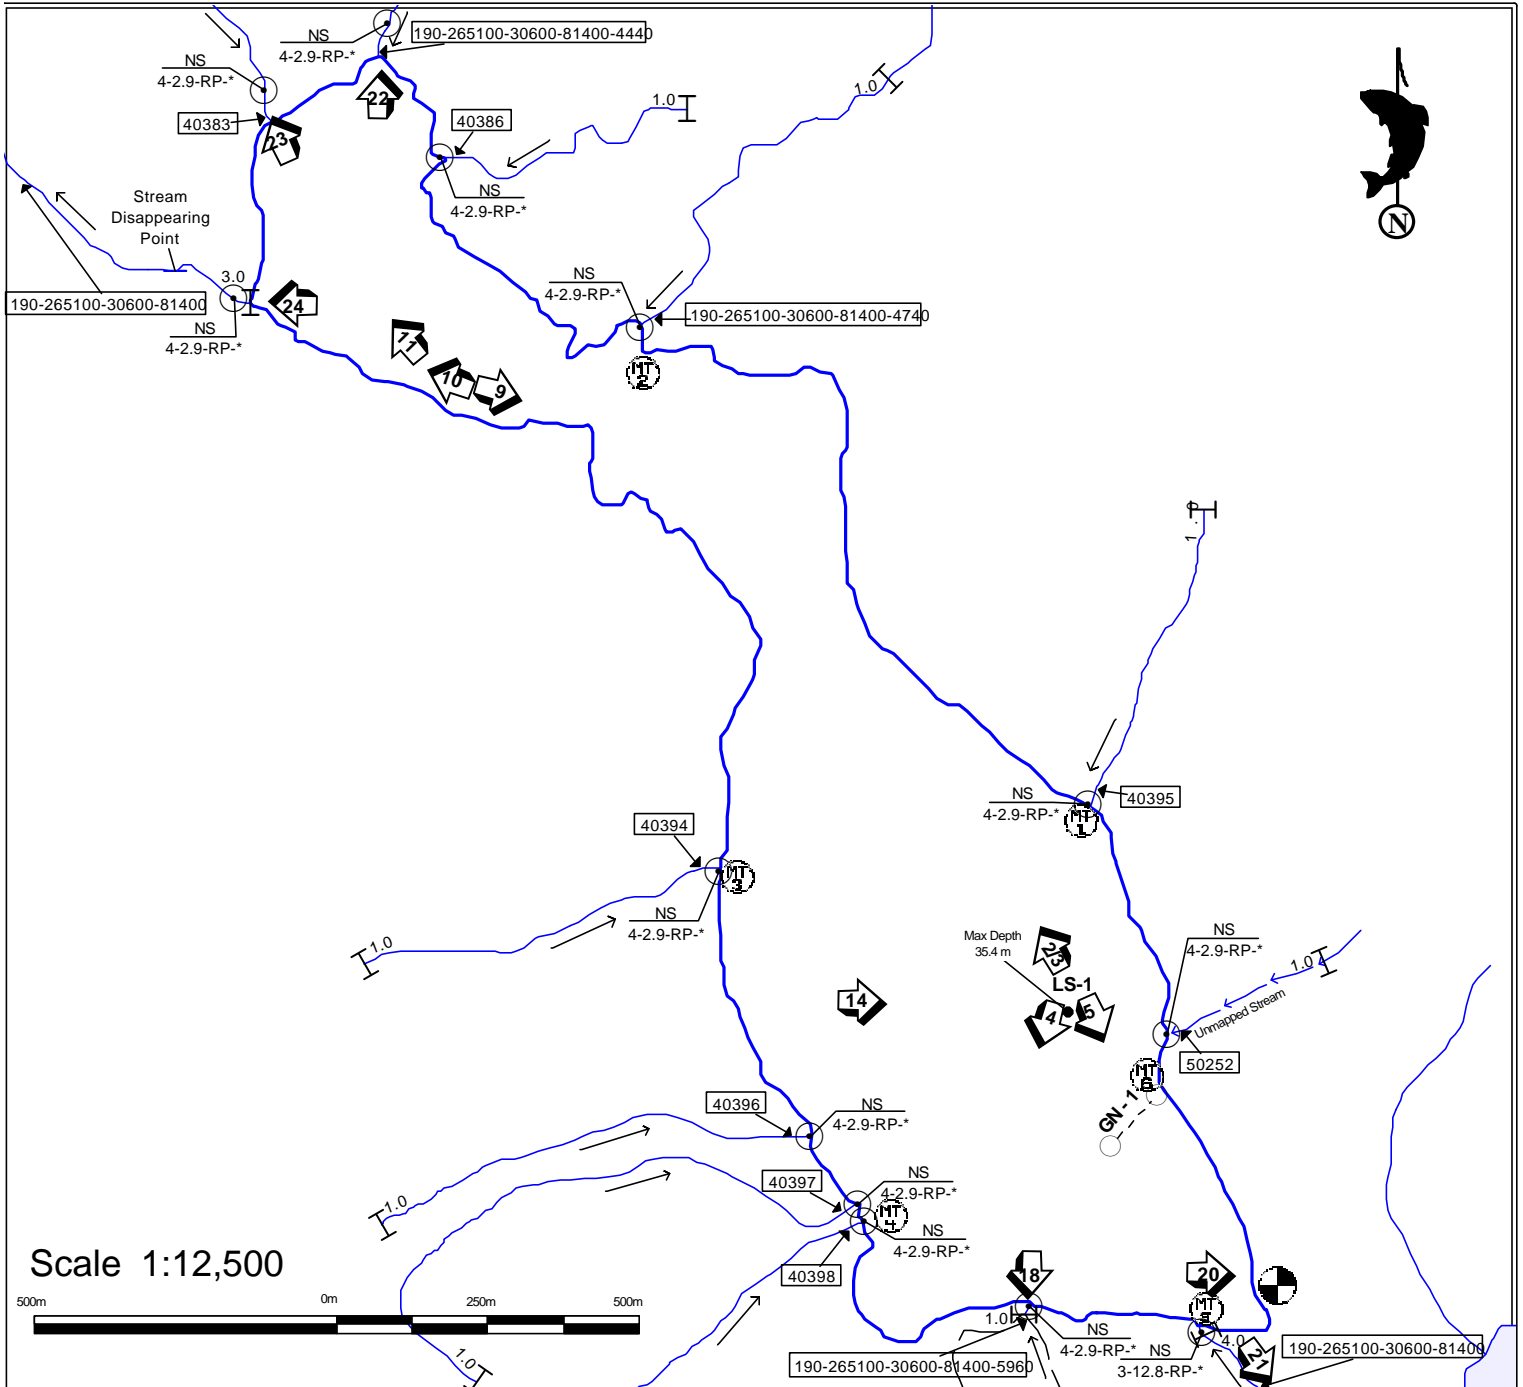 NS
4-2.9-RP-*
190-265100-30600-81400-4440
NS
4-2.9-RP-*
22
1.0
1.0
40383
23
40386
NS
4-2.9-RP-*
Stream
Disappearing
Point
N
3.0
190-265100-30600-81400
24
NS
4-2.9-RP-*
NS
4-2.9-RP-*
190-265100-30600-81400-4740
11
10
9
MT
2
1.0
NS
4-2.9-RP-*
40395
MT
1
40394
MT
3
NS
4-2.9-RP-*
1.0
Max Depth
35.4 m
2/3
LS-1
4
5
14
NS
4-2.9-RP-*
1.0
Unmapped Stream
50252
MT
6
GN - 1
40396
NS
4-2.9-RP-*
40397
NS
4-2.9-RP-*
MT
4
1.0
NS
4-2.9-RP-*
40398
Scale 1:12,500
500m
0m
250m
500m
1.0
18
20
MT
5
1.0
NS
4-2.9-RP-*
NS
3-12.8-RP-*
4.0
21
190-265100-30600-81400
190-265100-30600-81400-5960